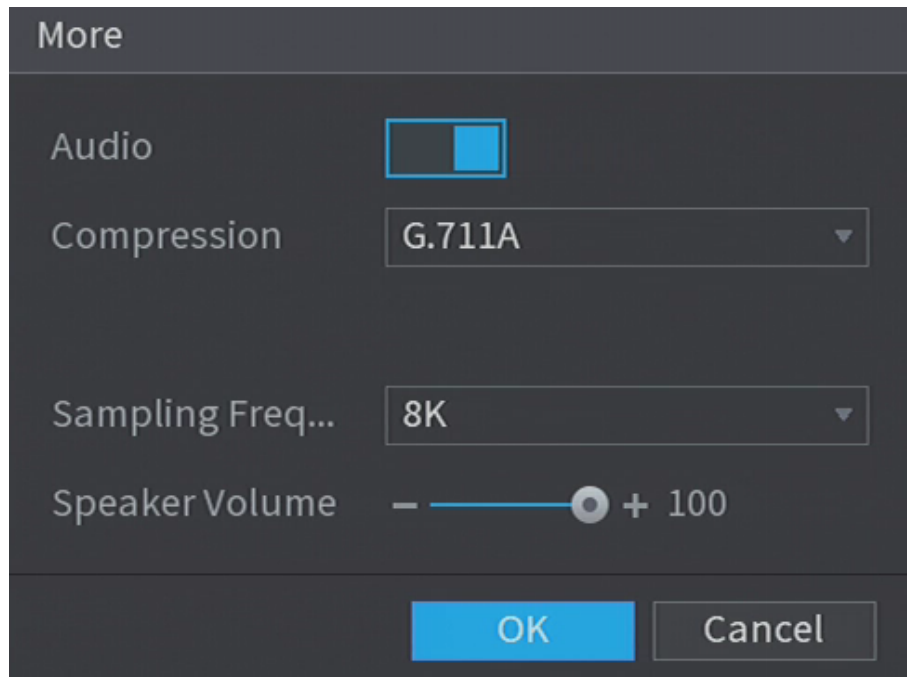 More
Audio
Compression G.711A
Sampling Freq... 8K
Speaker Volume - + 100
OK Cancel